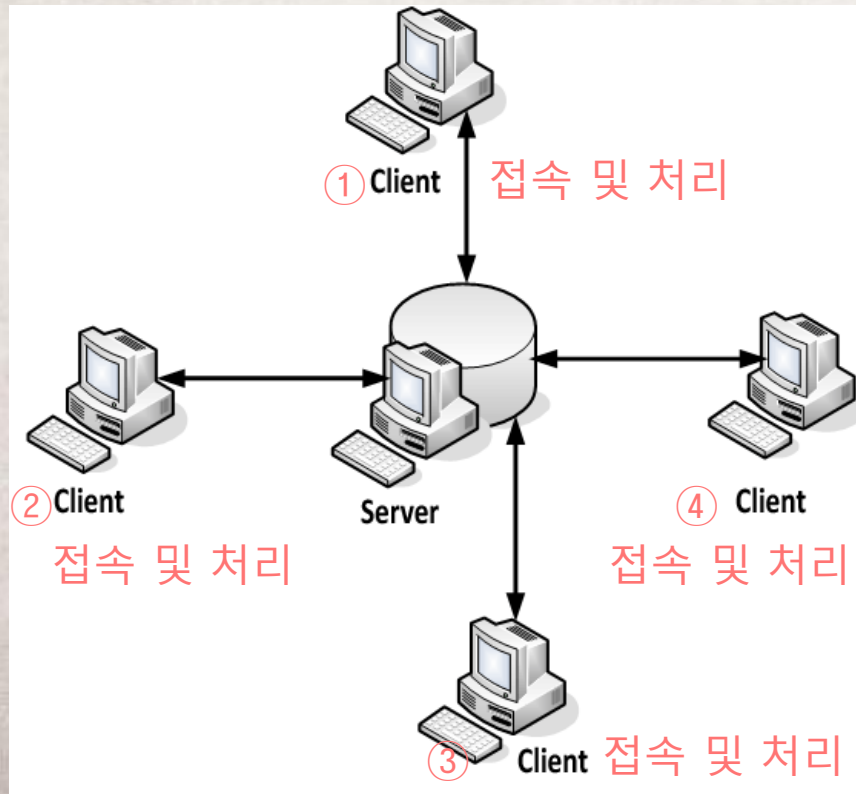 ① Client 접속 및 처리
② Client
접속 및 처리
Server
④ Client
접속 및 처리
③ Client 접속 및 처리